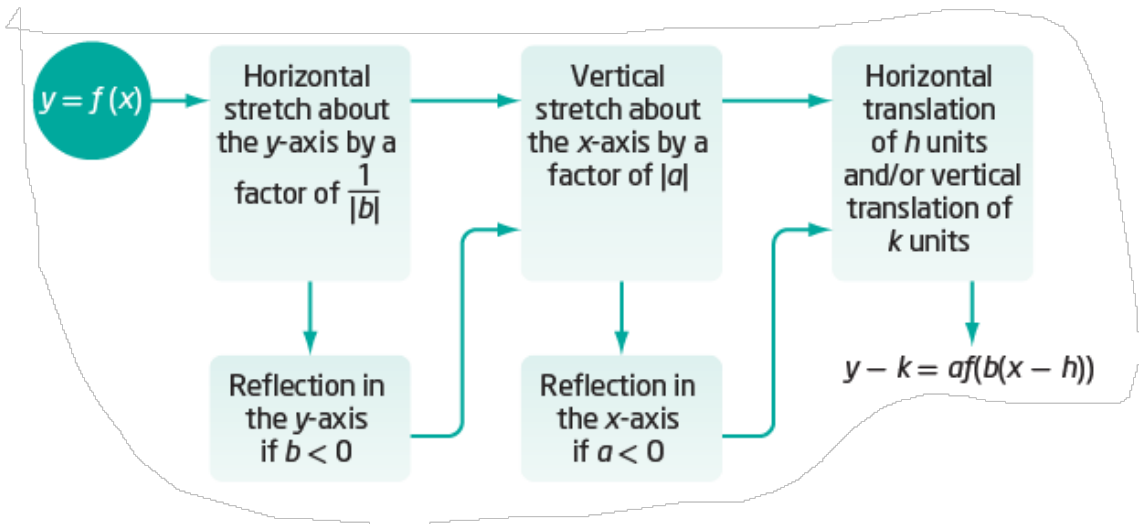 y = f(x)
Horizontal
stretch about
the y-axis by a
factor of 1/|b|
Vertical
stretch about
the x-axis by a
factor of |a|
Horizontal
translation
of h units
and/or vertical
translation of
k units
Reflection in
the y-axis
if b < 0
Reflection in
the x-axis
if a < 0
y − k = af(b(x − h))